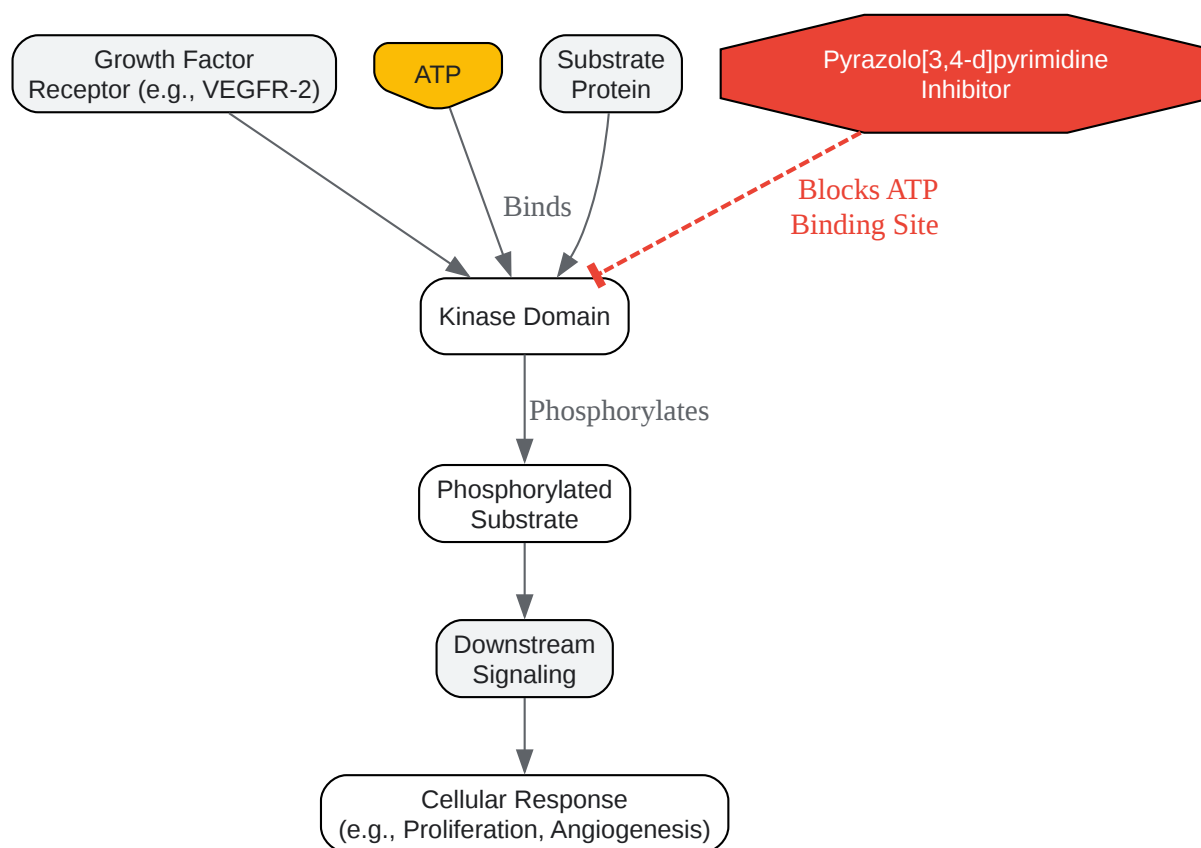 Growth Factor
Receptor (e.g., VEGFR-2)
ATP
Substrate
Protein
Pyrazolo[3,4-d]pyrimidine
Inhibitor
Binds
Blocks ATP
Binding Site
Kinase Domain
Phosphorylates
Phosphorylated
Substrate
Downstream
Signaling
Cellular Response
(e.g., Proliferation, Angiogenesis)